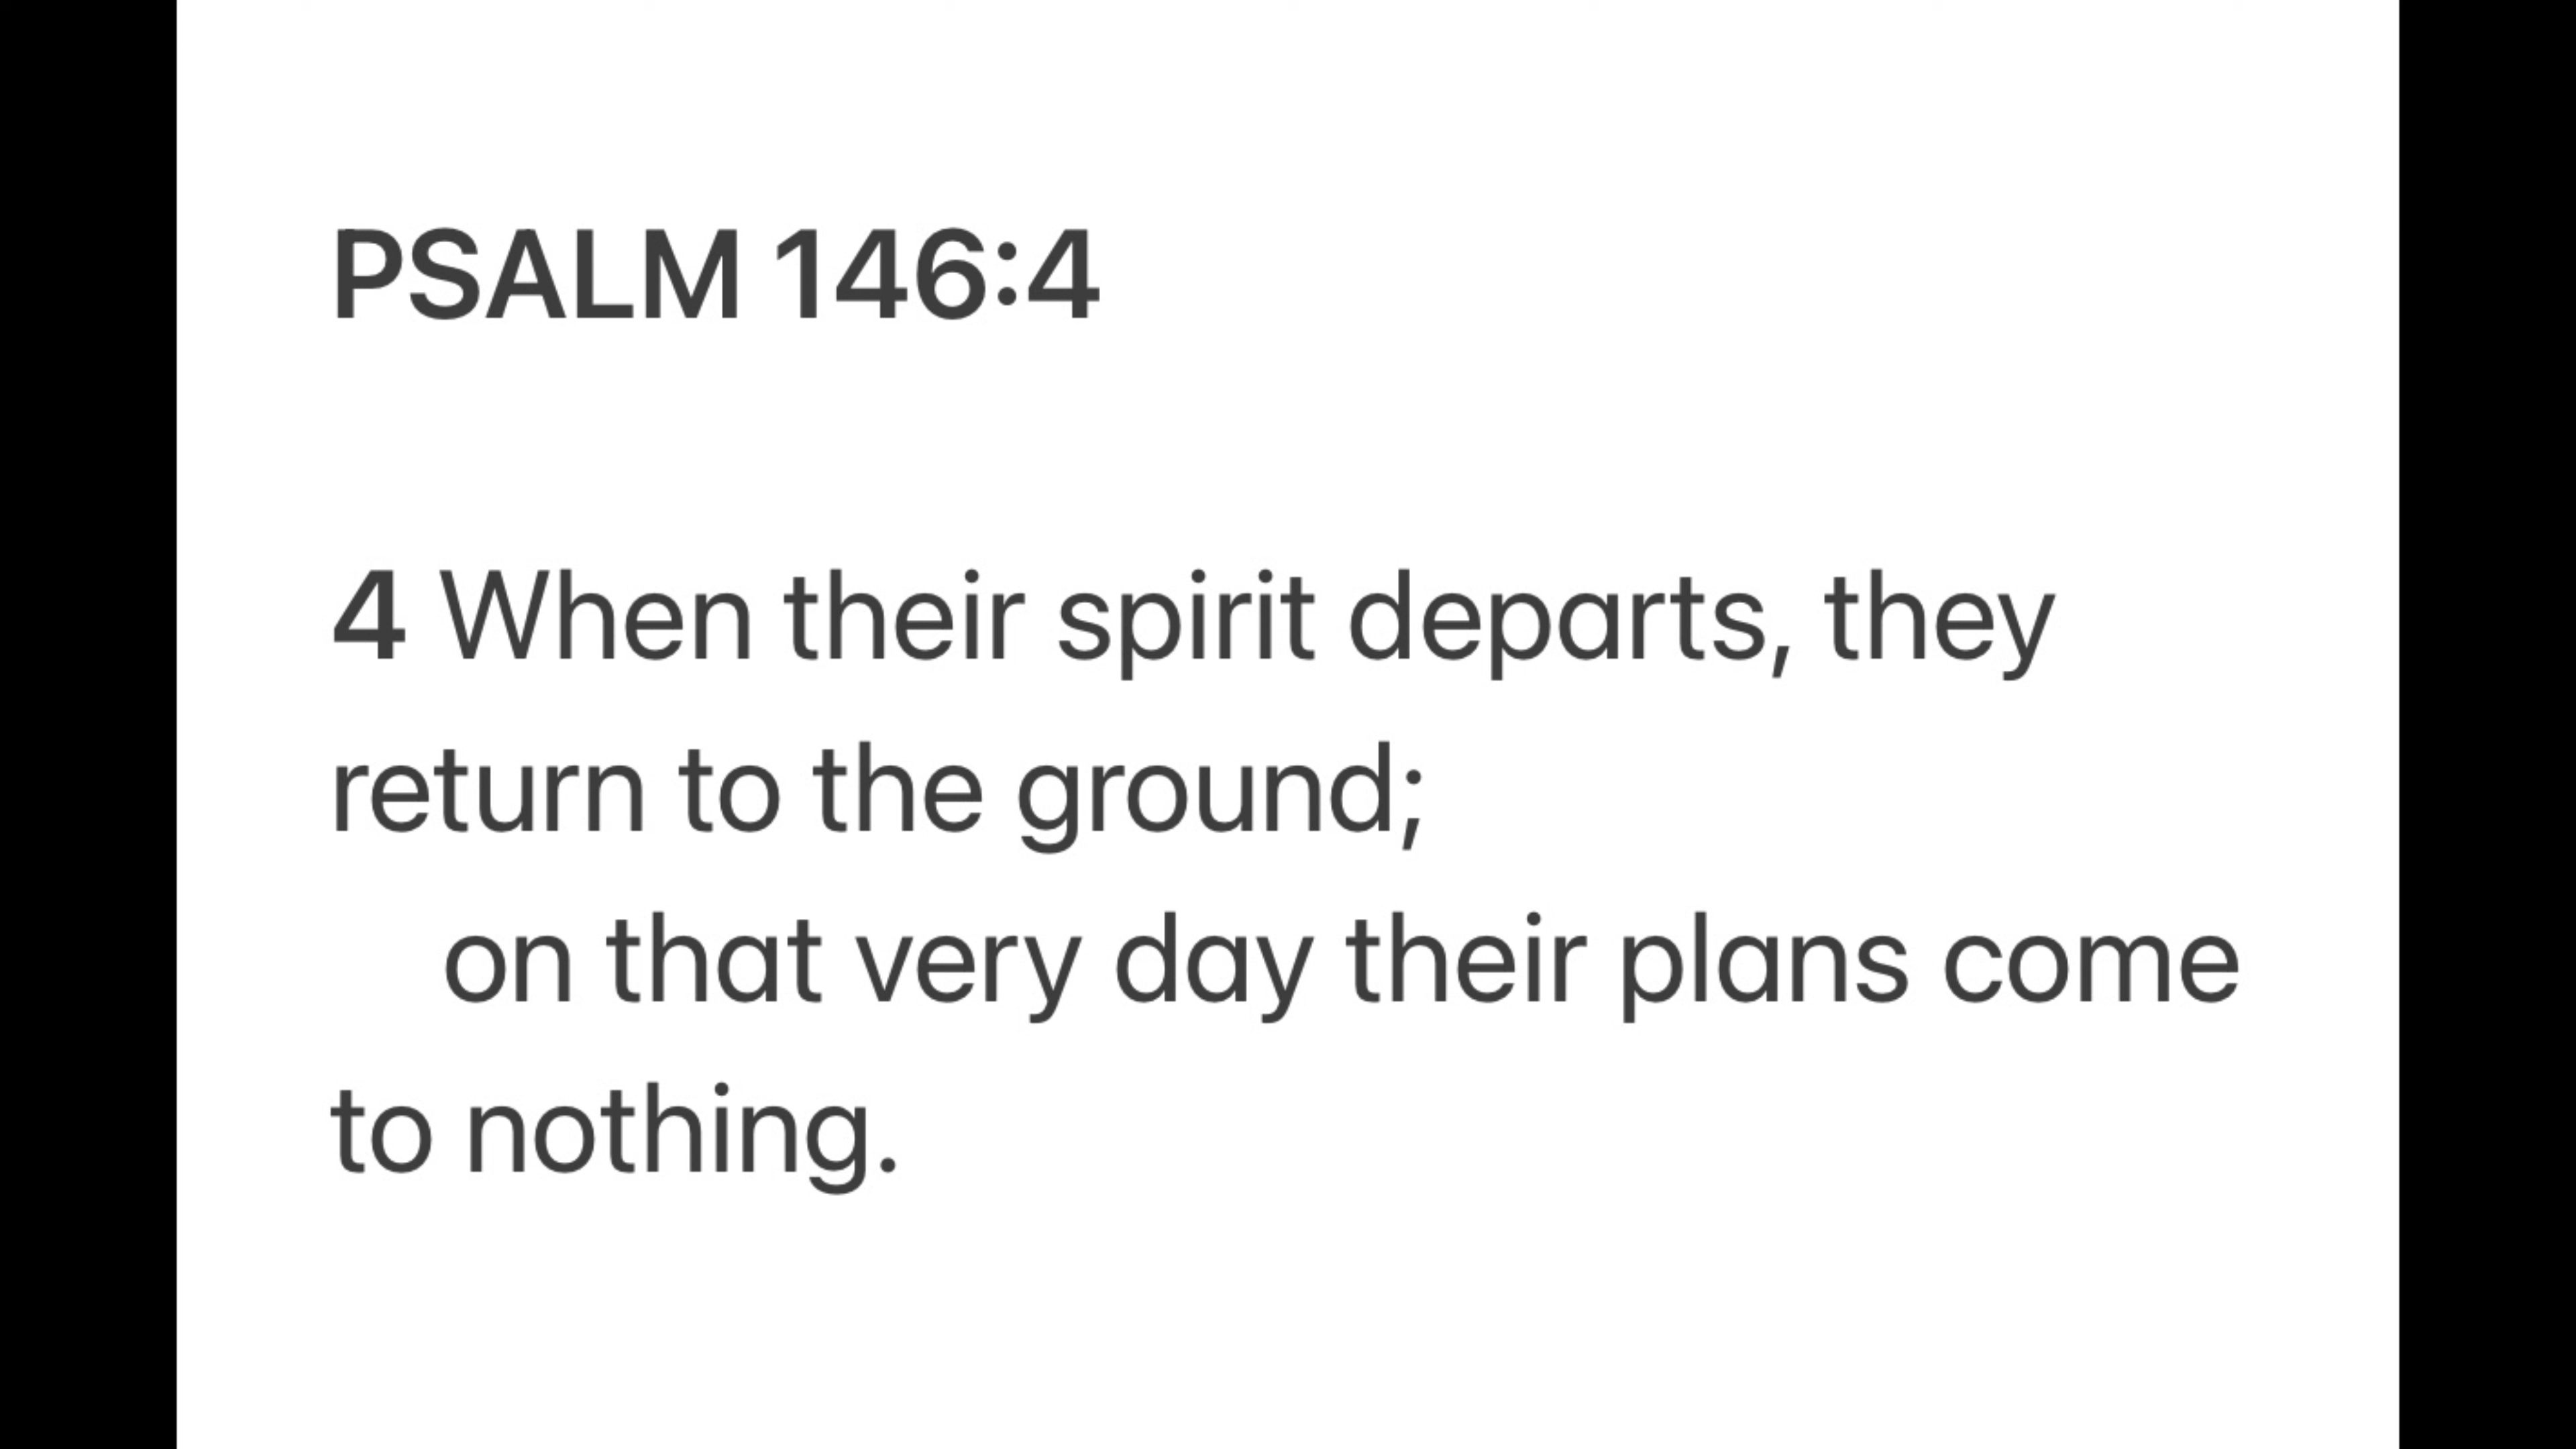 PSALM 146:4
4 When their spirit departs, they
return to the ground;
on that very day their plans come
to nothing.